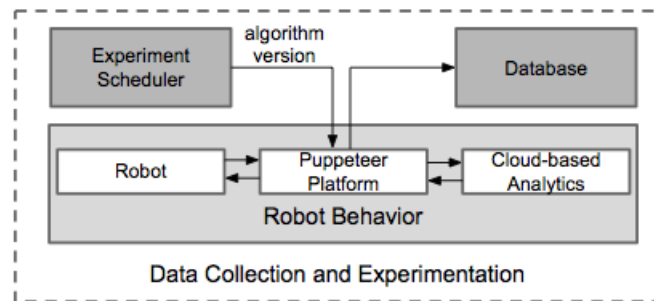 Experiment
Scheduler
algorithm
version
Database
Robot
Puppeteer
Platform
Cloud-based
Analytics
Robot Behavior
Data Collection and Experimentation